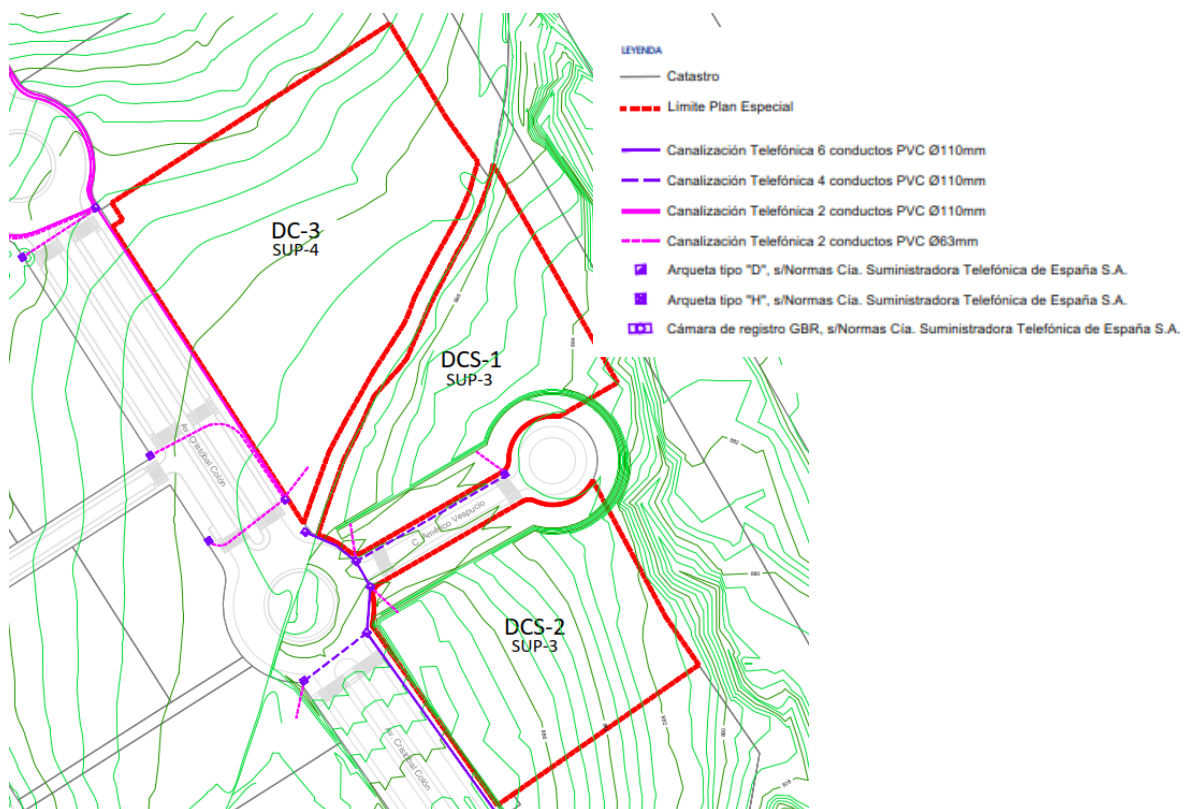 LEYENDA
Catastro
Límite Plan Especial
Canalización Telefónica 6 conductos PVC Ø110mm
Canalización Telefónica 4 conductos PVC Ø110mm
Canalización Telefónica 2 conductos PVC Ø110mm
Canalización Telefónica 2 conductos PVC Ø63mm
Arqueta tipo "D", s/Normas Cía. Suministradora Telefónica de España S.A.
Arqueta tipo "H", s/Normas Cía. Suministradora Telefónica de España S.A.
Cámara de registro GBR, s/Normas Cía. Suministradora Telefónica de España S.A.
DC-3
SUP-4
DCS-1
SUP-3
Av. Cristóbal Colón
C. Américo Vespucio
DCS-2
SUP-3
Av. Cristóbal Colón
682
680